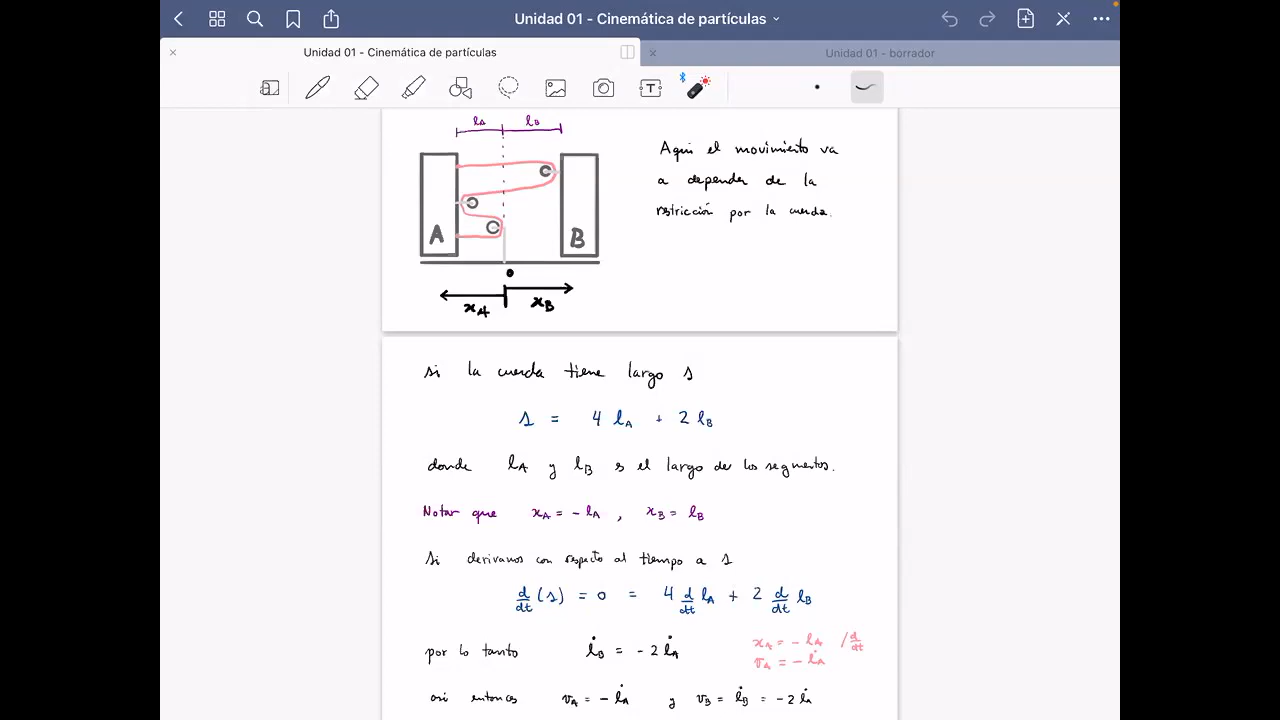 Unidad 01 - Cinemática de partículas
Unidad 01 - Cinemática de partículas
Unidad 01 - borrador
T
lA lB
Aquí el movimiento va
a depender de la
restricción por la cuerda.
A B
0
xA xB
si la cuerda tiene largo s
s = 4 lA + 2 lB
donde lA y lB es el largo de los segmentos.
Notar que xA = - lA , xB = lB
Si derivamos con respecto al tiempo a s
d/dt (s) = 0 = 4 d/dt lA + 2 d/dt lB
por lo tanto l̇B = - 2 l̇A
xA = - lA / d/dt
vA = - l̇A
asi entonces vA = - l̇A y vB = l̇B = - 2 l̇A